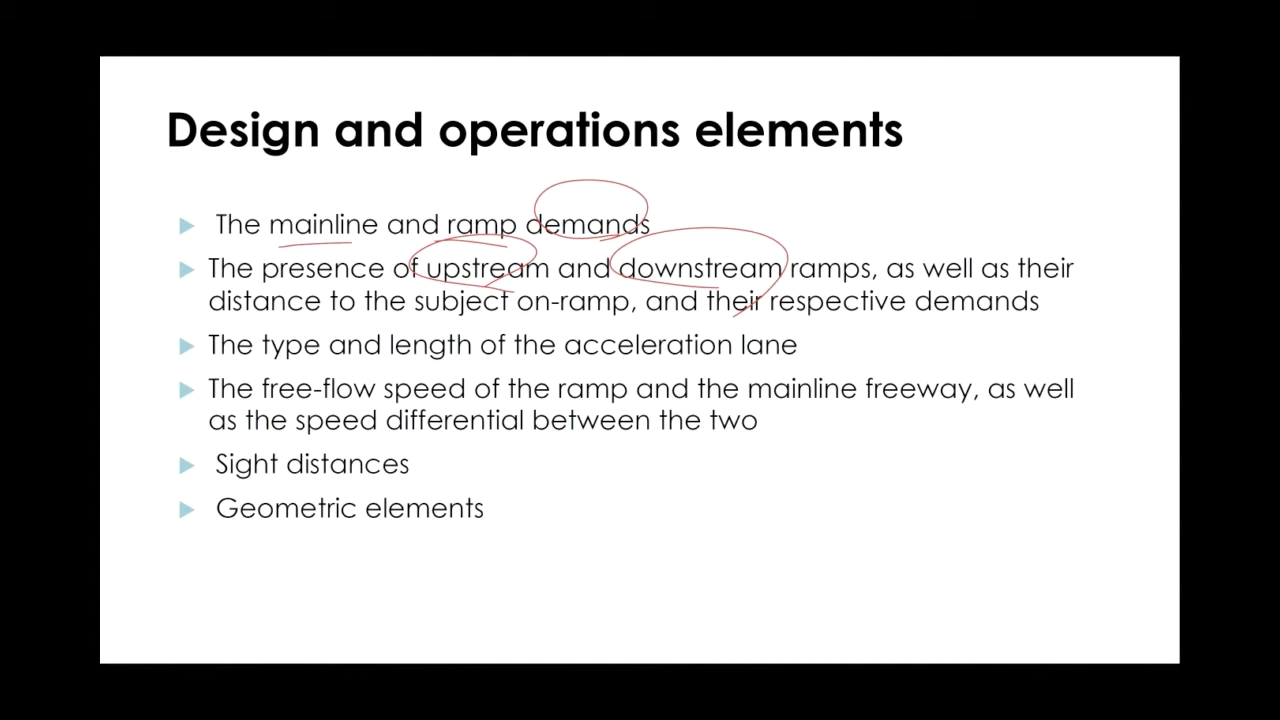 Design and operations elements
The mainline and ramp demands
The presence of upstream and downstream ramps, as well as their
distance to the subject on-ramp, and their respective demands
The type and length of the acceleration lane
The free-flow speed of the ramp and the mainline freeway, as well
as the speed differential between the two
Sight distances
Geometric elements